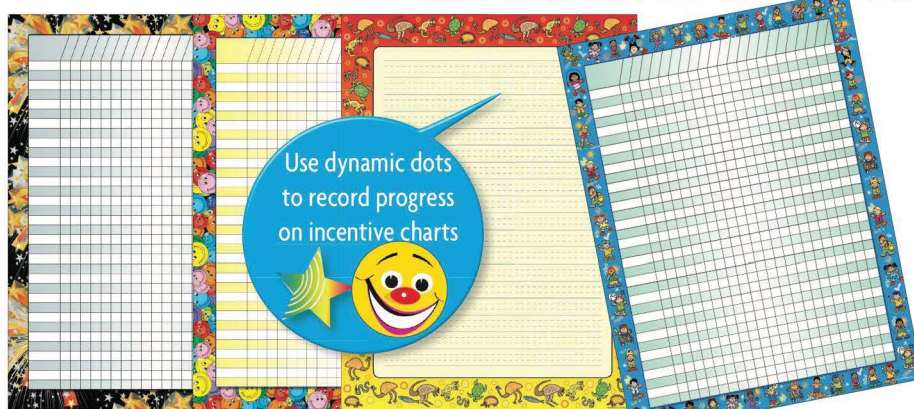 Use dynamic dots
to record progress
on incentive charts